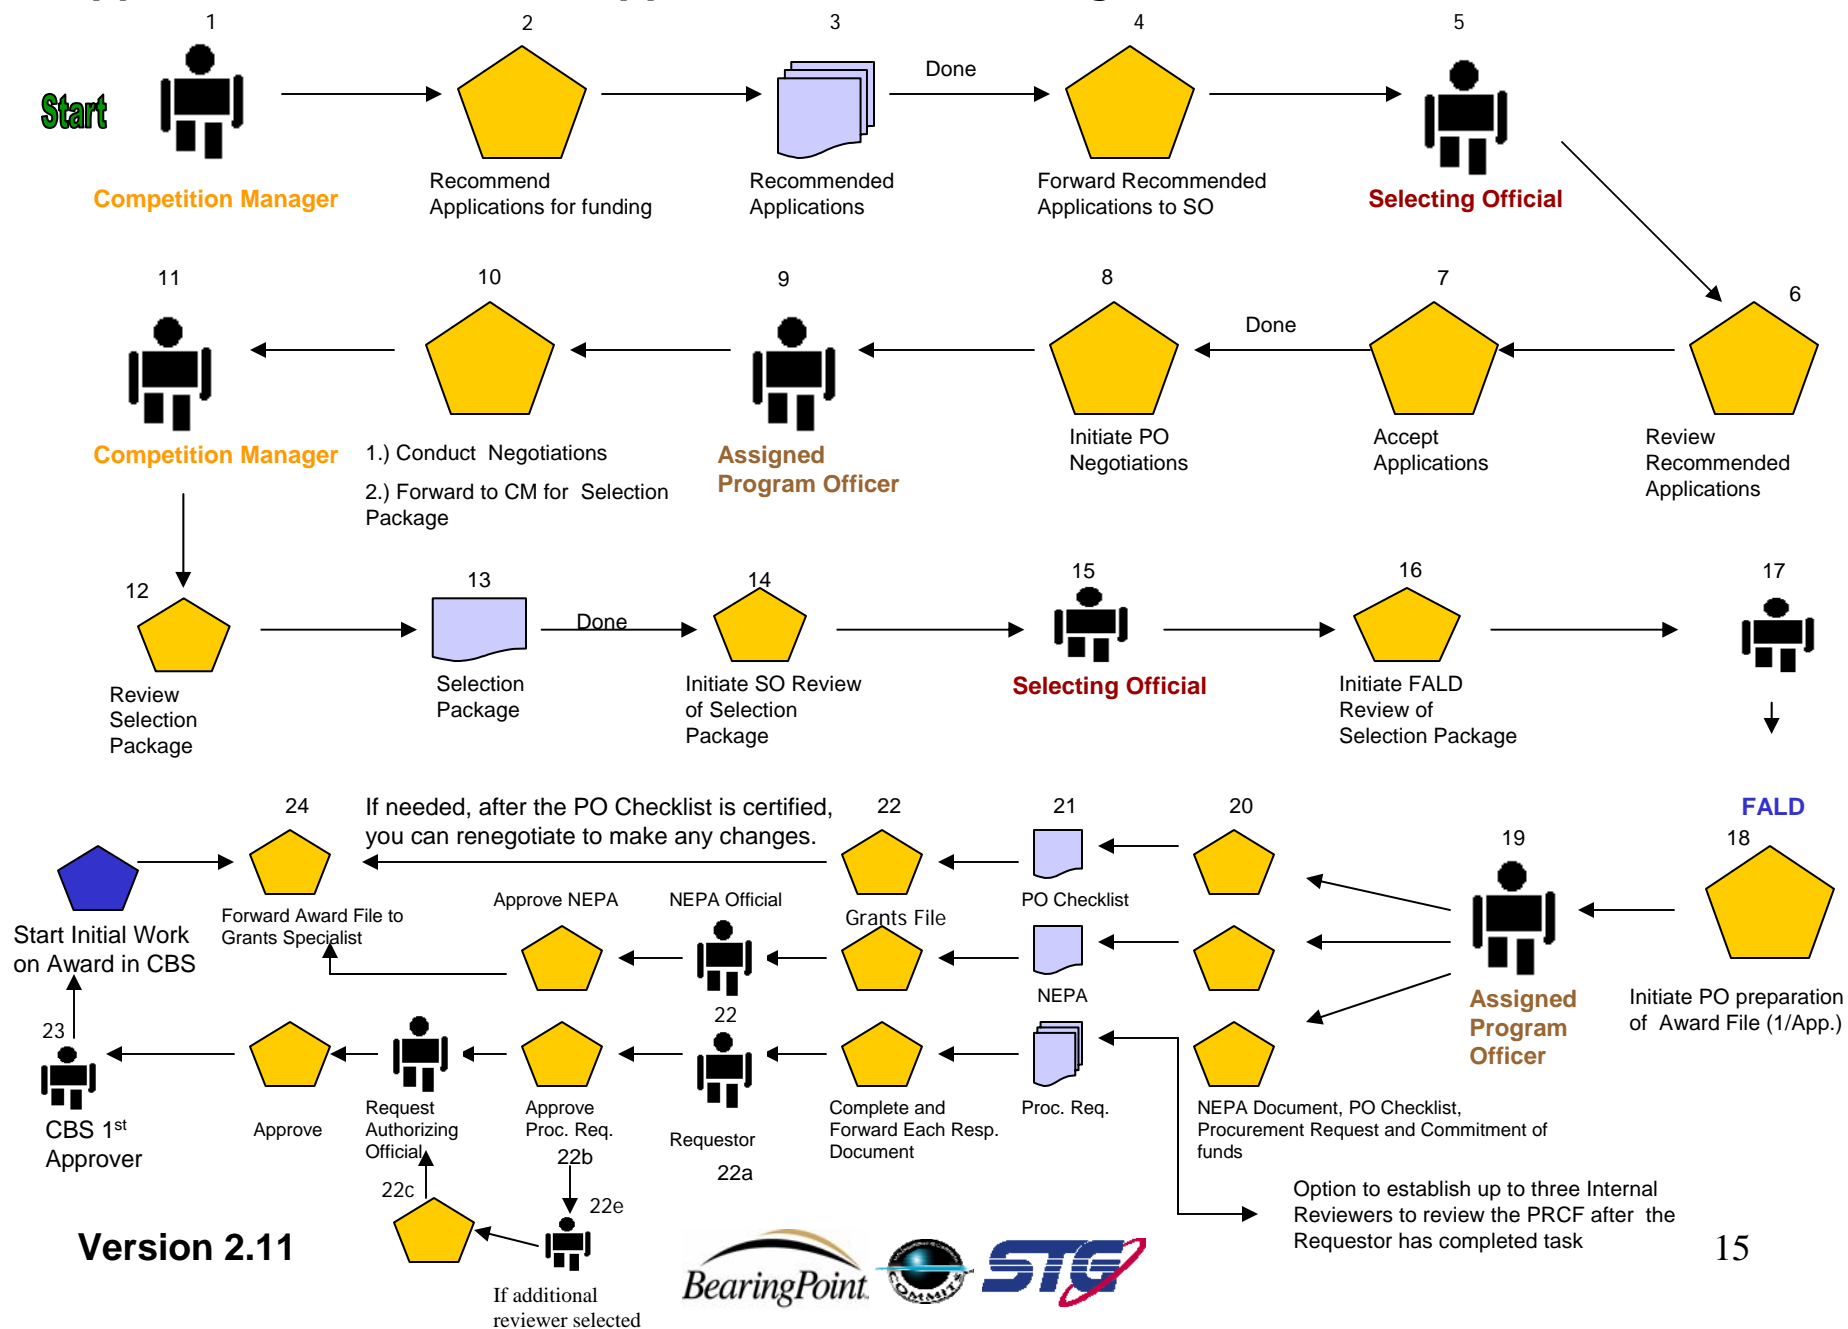 1
2
3
4
5
Start
Done
Competition Manager
Recommend
Applications for funding
Recommended
Applications
Forward Recommended
Applications to SO
Selecting Official
11
10
9
8
7
6
Done
Competition Manager
1.) Conduct Negotiations
2.) Forward to CM for Selection
Package
Assigned
Program Officer
Initiate PO
Negotiations
Accept
Applications
Review
Recommended
Applications
12
13
14
15
16
17
Done
Review
Selection
Package
Selection
Package
Initiate SO Review
of Selection
Package
Selecting Official
Initiate FALD
Review of
Selection Package
FALD
24
If needed, after the PO Checklist is certified,
you can renegotiate to make any changes.
22
21
20
19
18
Start Initial Work
on Award in CBS
Forward Award File to
Grants Specialist
Approve NEPA
NEPA Official
Grants File
PO Checklist
NEPA
Assigned
Program
Officer
Initiate PO preparation
of Award File (1/App.)
23
22
CBS 1st
Approver
Approve
Request
Authorizing
Official
Approve
Proc. Req.
22b
Requestor
22a
Complete and
Forward Each Resp.
Document
Proc. Req.
NEPA Document, PO Checklist,
Procurement Request and Commitment of
funds
22c
22e
Option to establish up to three Internal
Reviewers to review the PRCF after the
Requestor has completed task
If additional
reviewer selected
Version 2.11
BearingPoint
COMMITS
STG
15